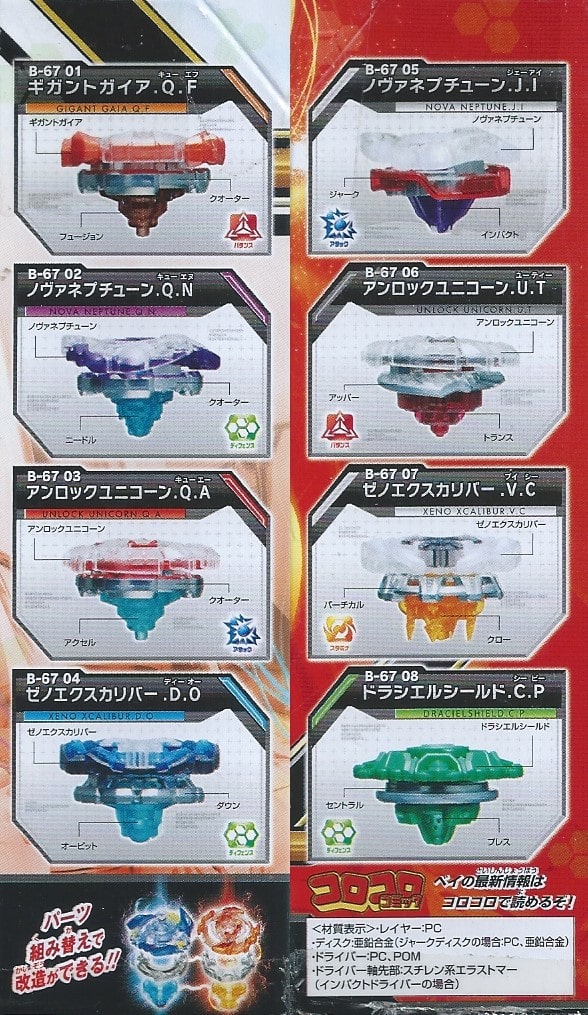 B-67 01
キュー エフ
ギガントガイア.Q.F
GIGANT GAIA.Q.F
ギガントガイア
クオーター
フュージョン
バランス
B-67 02
キュー エヌ
ノヴァネプチューン.Q.N
NOVA NEPTUNE.Q.N
ノヴァネプチューン
クオーター
ニードル
ディフェンス
B-67 03
キュー エー
アンロックユニコーン.Q.A
UNLOCK UNICORN.Q.A
アンロックユニコーン
クオーター
アクセル
アタック
B-67 04
ディー オー
ゼノエクスカリバー.D.O
XENO XCALIBUR.D.O
ゼノエクスカリバー
ダウン
オービット
ディフェンス
パーツ
組み替えで
改造ができる!!
B-67 05
ジェーアイ
ノヴァネプチューン.J.I
NOVA NEPTUNE.J.I
ノヴァネプチューン
ジャーク
インパクト
アタック
B-67 06
ユーティー
アンロックユニコーン.U.T
UNLOCK UNICORN.U.T
アンロックユニコーン
アッパー
トランス
バランス
B-67 07
ブイ シー
ゼノエクスカリバー.V.C
XENO XCALIBUR.V.C
ゼノエクスカリバー
バーチカル
クロー
スタミナ
B-67 08
シー ピー
ドラシエルシールド.C.P
DRACIELSHIELD.C.P
ドラシエルシールド
セントラル
プレス
ディフェンス
コロコロ
コミック
さいしんじょうほう
ベイの最新情報は
コロコロで読めるぞ!
<材質表示>・レイヤー:PC
・ディスク:亜鉛合金(ジャークディスクの場合:PC、亜鉛合金)
・ドライバー:PC、POM
・ドライバー軸先部:スチレン系エラストマー
(インパクトドライバーの場合)